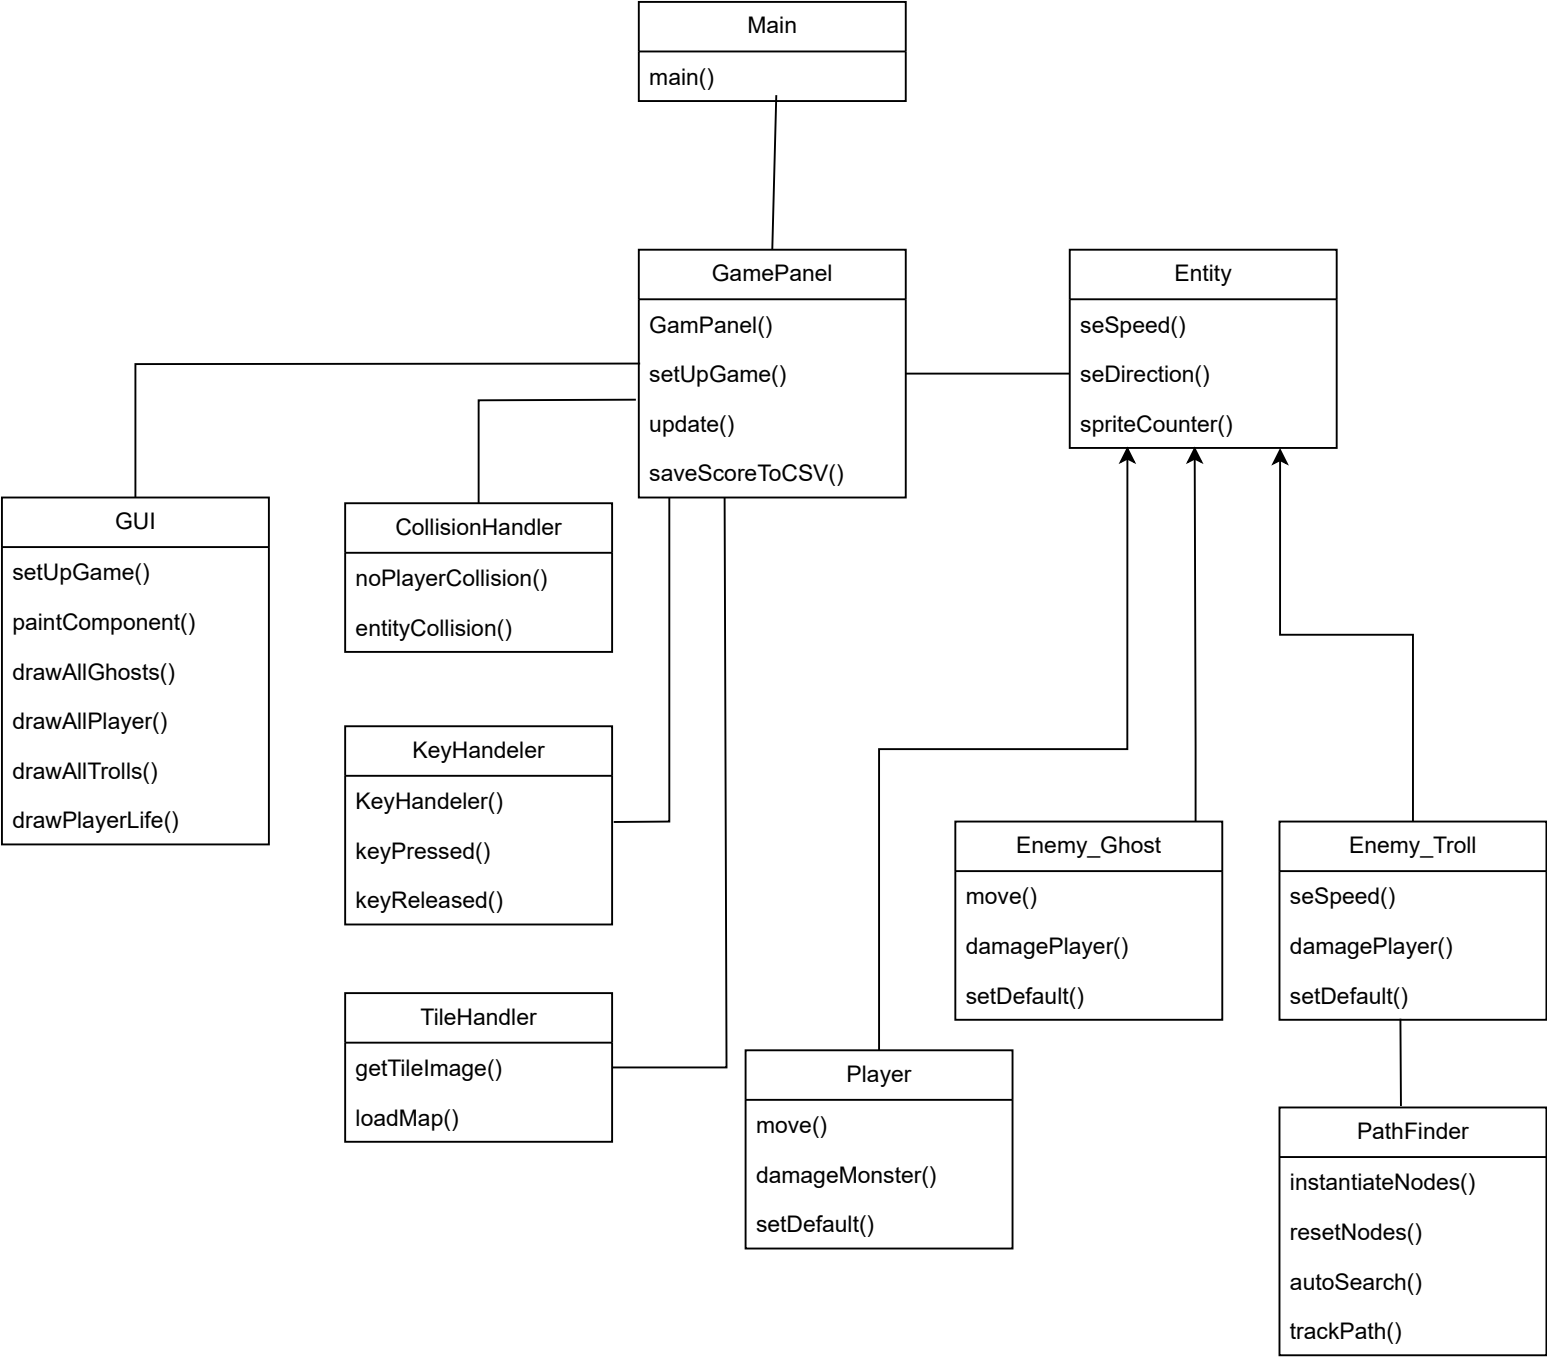 Main
main()
GamePanel
GamPanel()
setUpGame()
update()
saveScoreToCSV()
Entity
seSpeed()
seDirection()
spriteCounter()
GUI
setUpGame()
paintComponent()
drawAllGhosts()
drawAllPlayer()
drawAllTrolls()
drawPlayerLife()
CollisionHandler
noPlayerCollision()
entityCollision()
KeyHandeler
KeyHandeler()
keyPressed()
keyReleased()
TileHandler
getTileImage()
loadMap()
Player
move()
damageMonster()
setDefault()
Enemy_Ghost
move()
damagePlayer()
setDefault()
Enemy_Troll
seSpeed()
damagePlayer()
setDefault()
PathFinder
instantiateNodes()
resetNodes()
autoSearch()
trackPath()